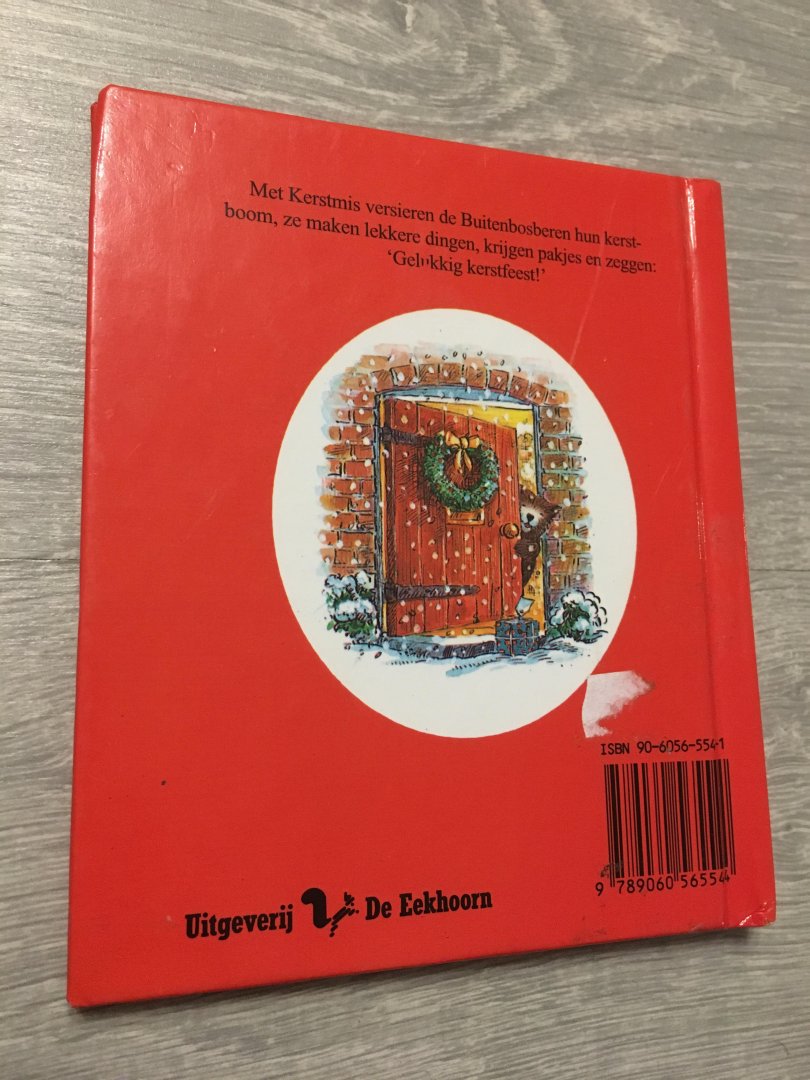 Met Kerstmis versieren de Buitenbosberen hun kerst-
boom, ze maken lekkere dingen, krijgen pakjes en zeggen:
‘Gelukkig kerstfeest!’
ISBN 90-6056-554-1
9 789060 565544
Uitgeverij De Eekhoorn